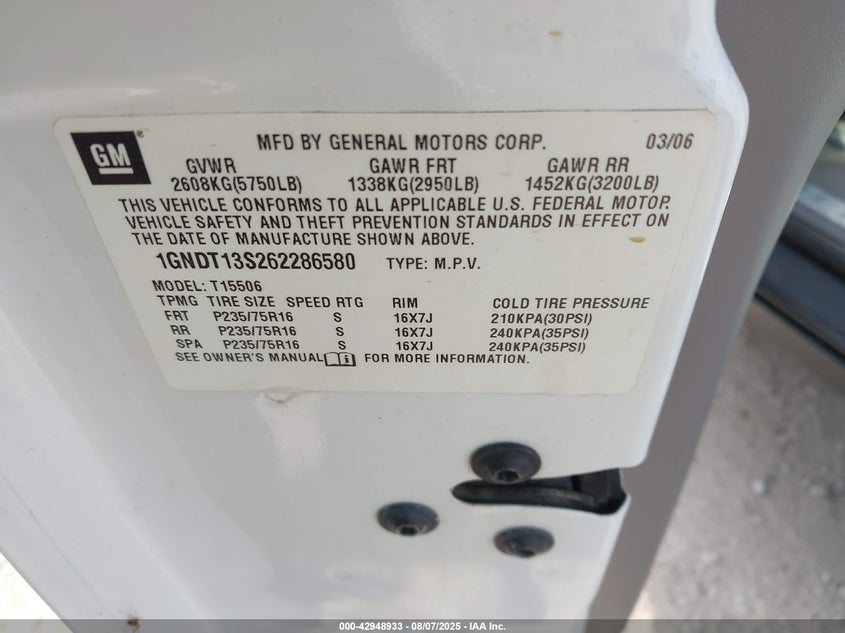 GM
MFD BY GENERAL MOTORS CORP. 03/06
GVWR GAWR FRT GAWR RR
2608KG(5750LB) 1338KG(2950LB) 1452KG(3200LB)
THIS VEHICLE CONFORMS TO ALL APPLICABLE U.S. FEDERAL MOTOR
VEHICLE SAFETY AND THEFT PREVENTION STANDARDS IN EFFECT ON
THE DATE OF MANUFACTURE SHOWN ABOVE.
1GNDT13S262286580 TYPE: M.P.V.
MODEL: T15506
TPMG TIRE SIZE SPEED RTG RIM COLD TIRE PRESSURE
FRT P235/75R16 S 16X7J 210KPA(30PSI)
RR P235/75R16 S 16X7J 240KPA(35PSI)
SPA P235/75R16 S 16X7J 240KPA(35PSI)
SEE OWNER'S MANUAL FOR MORE INFORMATION.
000-42948933 - 08/07/2025 - IAA Inc.